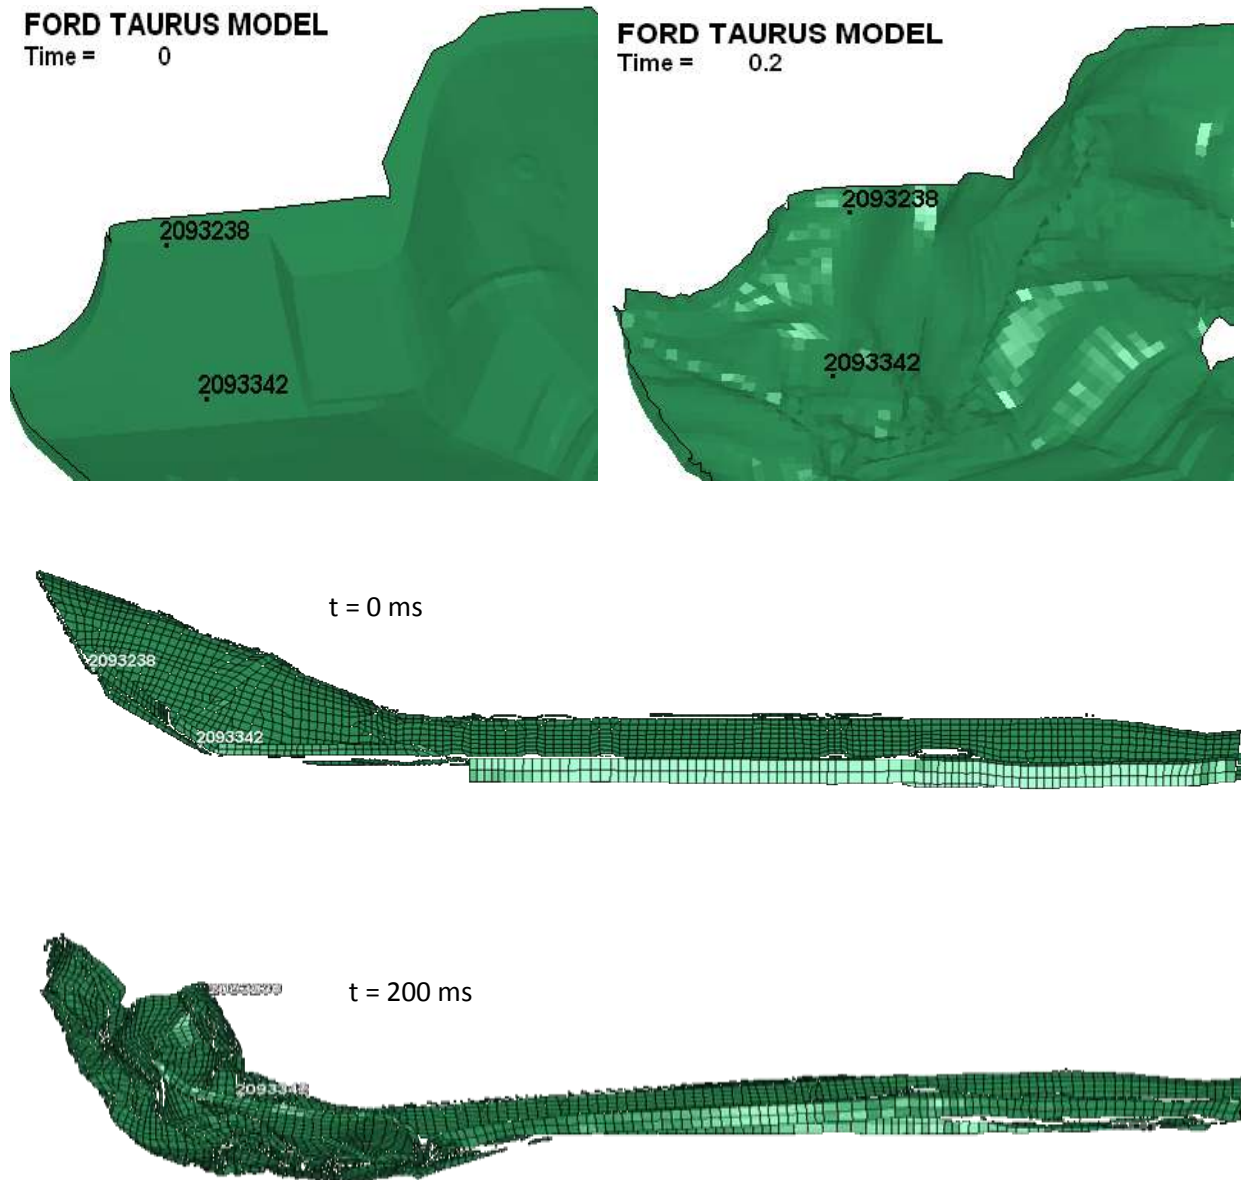 FORD TAURUS MODEL
Time = 0
2093238
2093342
FORD TAURUS MODEL
Time = 0.2
2093238
2093342
t = 0 ms
2093238
2093342
t = 200 ms